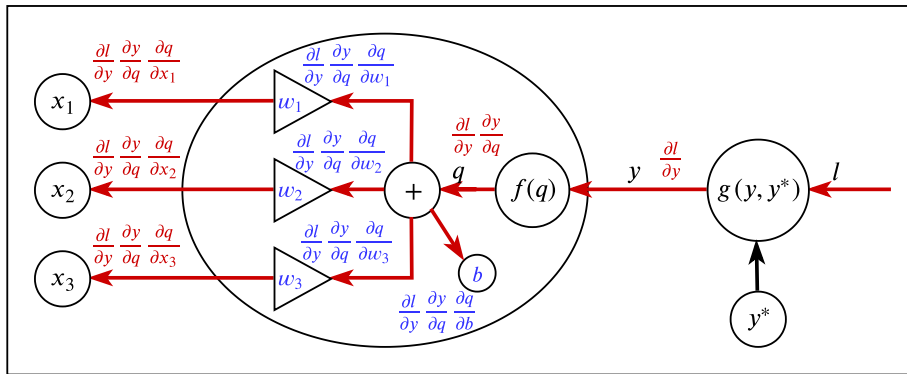 ∂l/∂y ∂y/∂q ∂q/∂x₁
∂l/∂y ∂y/∂q ∂q/∂w₁
x₁
w₁
∂l/∂y ∂y/∂q
∂l/∂y ∂y/∂q ∂q/∂x₂
∂l/∂y ∂y/∂q ∂q/∂w₂
x₂
w₂
+
q
f(q)
y
∂l/∂y
g(y, y*)
l
∂l/∂y ∂y/∂q ∂q/∂x₃
∂l/∂y ∂y/∂q ∂q/∂w₃
x₃
w₃
b
∂l/∂y ∂y/∂q ∂q/∂b
y*